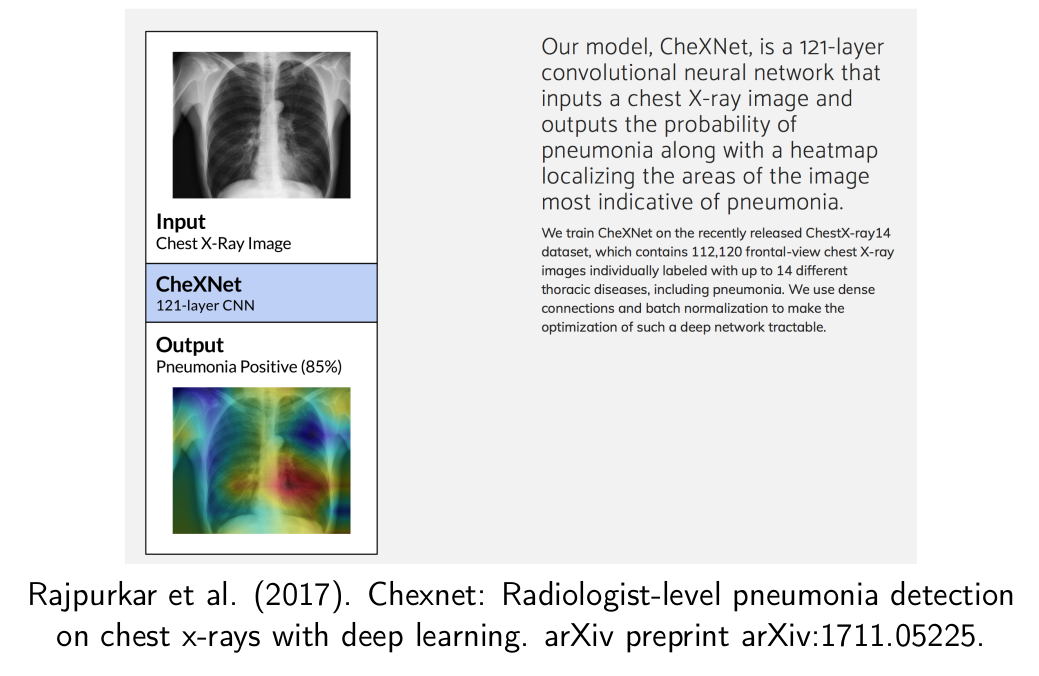 Input
Chest X-Ray Image
CheXNet
121-layer CNN
Output
Pneumonia Positive (85%)
Our model, CheXNet, is a 121-layer
convolutional neural network that
inputs a chest X-ray image and
outputs the probability of
pneumonia along with a heatmap
localizing the areas of the image
most indicative of pneumonia.
We train CheXNet on the recently released ChestX-ray14
dataset, which contains 112,120 frontal-view chest X-ray
images individually labeled with up to 14 different
thoracic diseases, including pneumonia. We use dense
connections and batch normalization to make the
optimization of such a deep network tractable.
Rajpurkar et al. (2017). Chexnet: Radiologist-level pneumonia detection
on chest x-rays with deep learning. arXiv preprint arXiv:1711.05225.